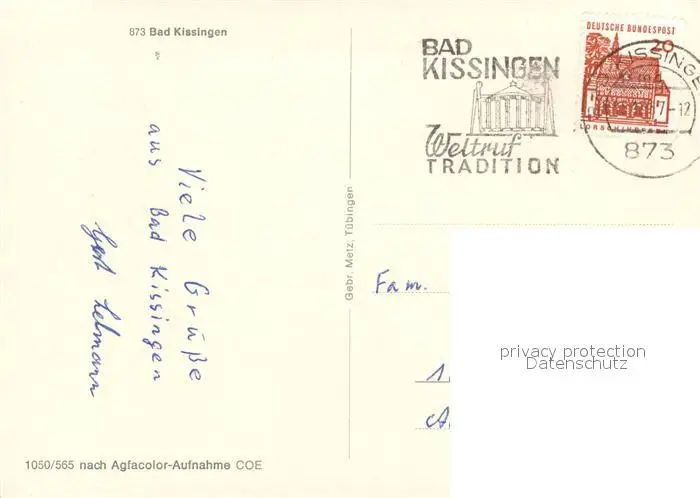 873 Bad Kissingen
Viele Grüße
aus Bad Kissingen
1050/565 nach Agfacolor-Aufnahme COE
Gebr. Metz, Tübingen
BAD
KISSINGEN
Weltruf
TRADITION
DEUTSCHE BUNDESPOST
20
873
Fam.
privacy protection
Datenschutz